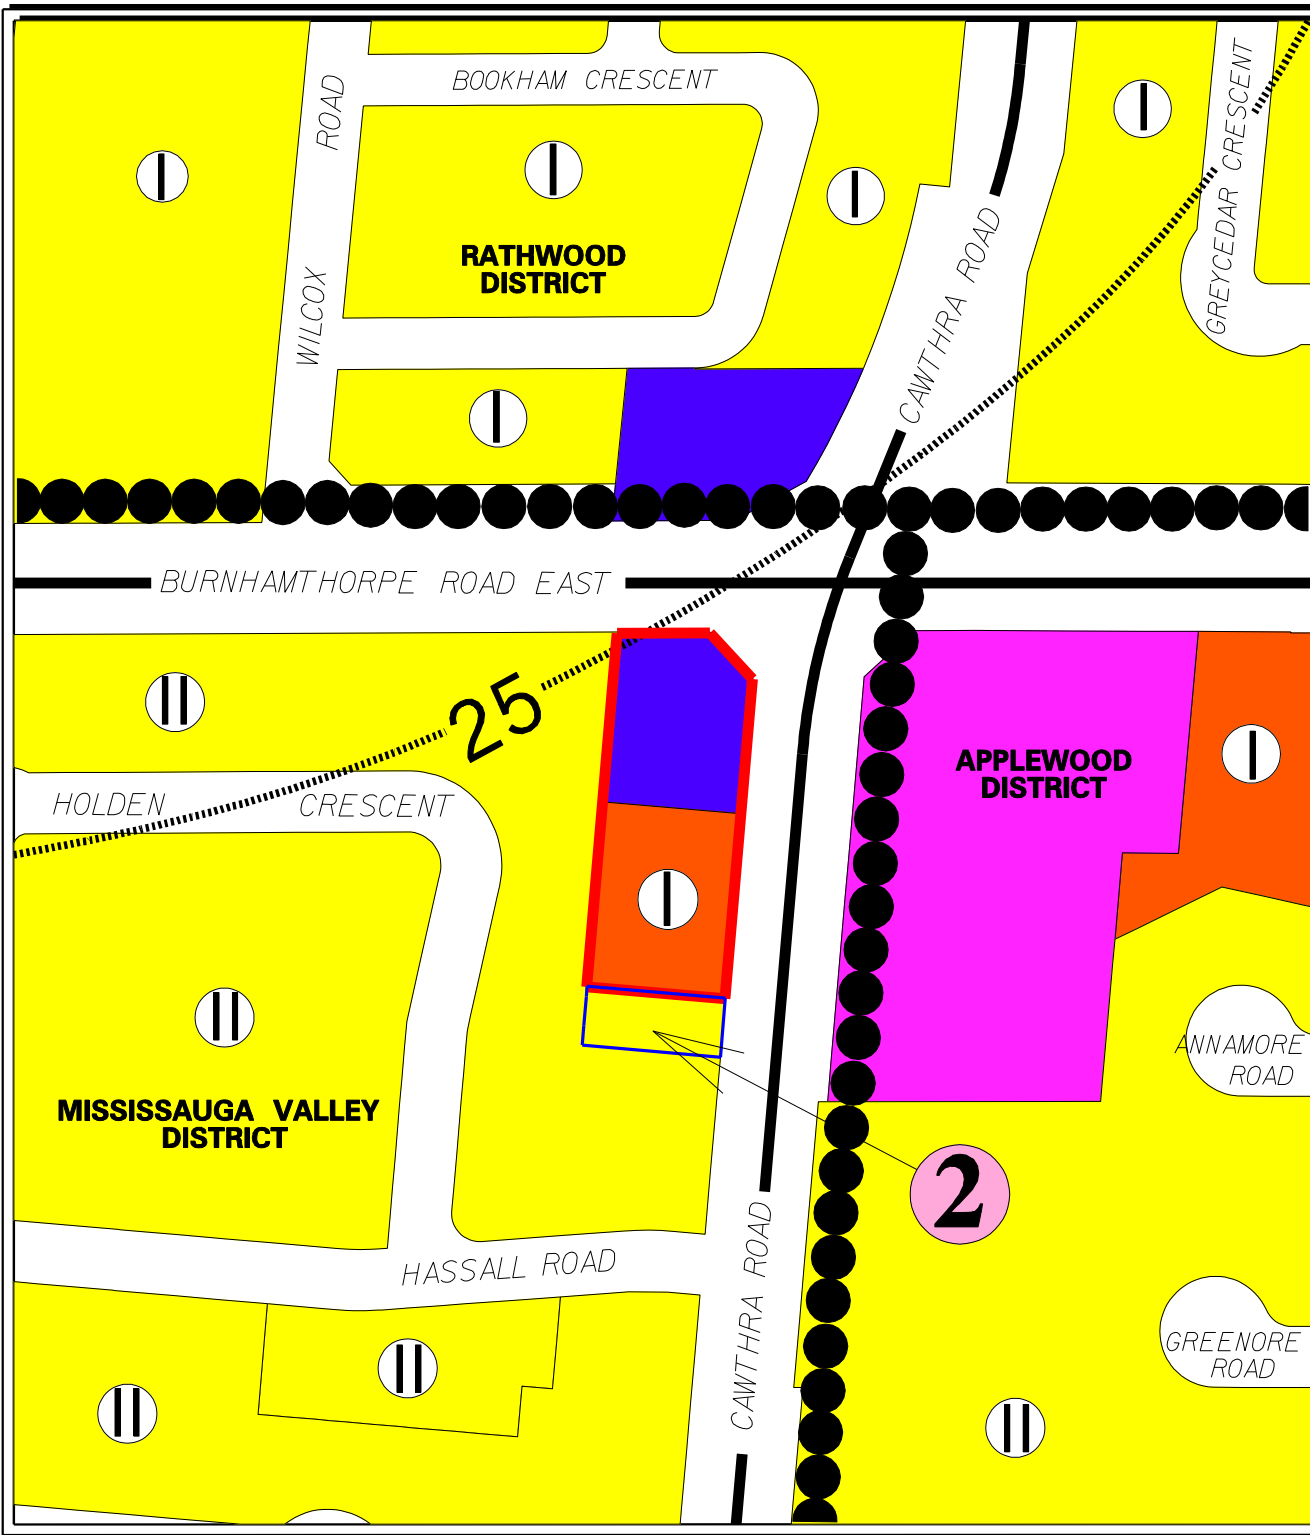 BOOKHAM CRESCENT
WILCOX ROAD
I
I
I
I
GREYCEDAR CRESCENT
RATHWOOD
DISTRICT
CAWTHRA ROAD
I
BURNHAMTHORPE ROAD EAST
II
25
HOLDEN CRESCENT
APPLEWOOD
DISTRICT
I
I
II
ANNAMORE
ROAD
MISSISSAUGA VALLEY
DISTRICT
2
HASSALL ROAD
CAWTHRA ROAD
GREENORE
ROAD
II
II
II